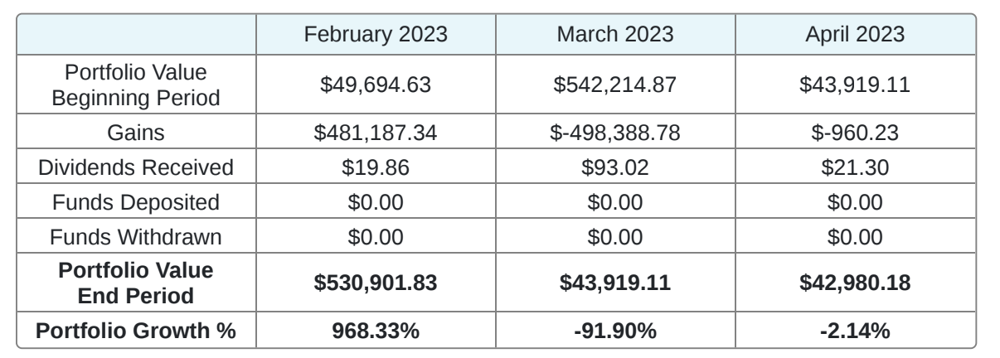 February 2023 March 2023 April 2023
Portfolio Value
Beginning Period $49,694.63 $542,214.87 $43,919.11
Gains $481,187.34 $-498,388.78 $-960.23
Dividends Received $19.86 $93.02 $21.30
Funds Deposited $0.00 $0.00 $0.00
Funds Withdrawn $0.00 $0.00 $0.00
Portfolio Value
End Period $530,901.83 $43,919.11 $42,980.18
Portfolio Growth % 968.33% -91.90% -2.14%